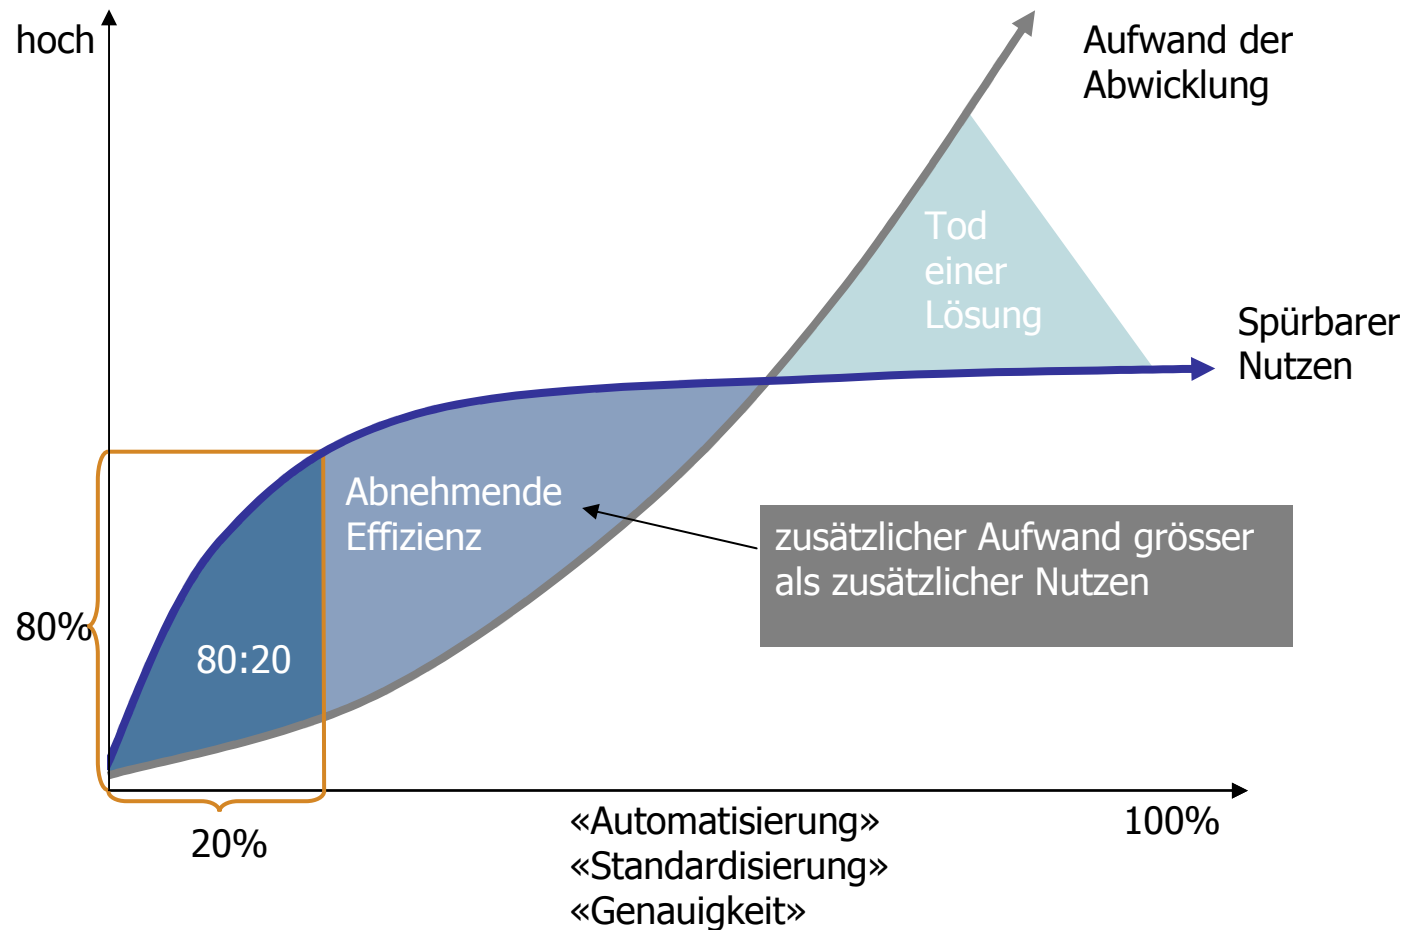 hoch
Aufwand der
Abwicklung
Tod
einer
Lösung
Spürbarer
Nutzen
Abnehmende
Effizienz
zusätzlicher Aufwand grösser
als zusätzlicher Nutzen
80%
80:20
20%
«Automatisierung»
«Standardisierung»
«Genauigkeit»
100%